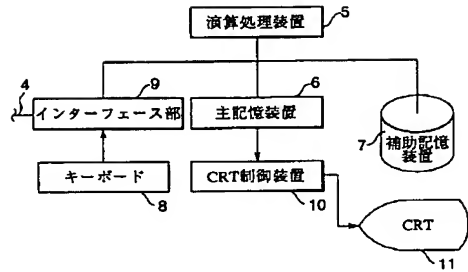 演算処理装置
5
4
9
インターフェース部
6
主記憶装置
7
補助記憶
装置
キーボード
8
CRT制御装置
10
CRT
11